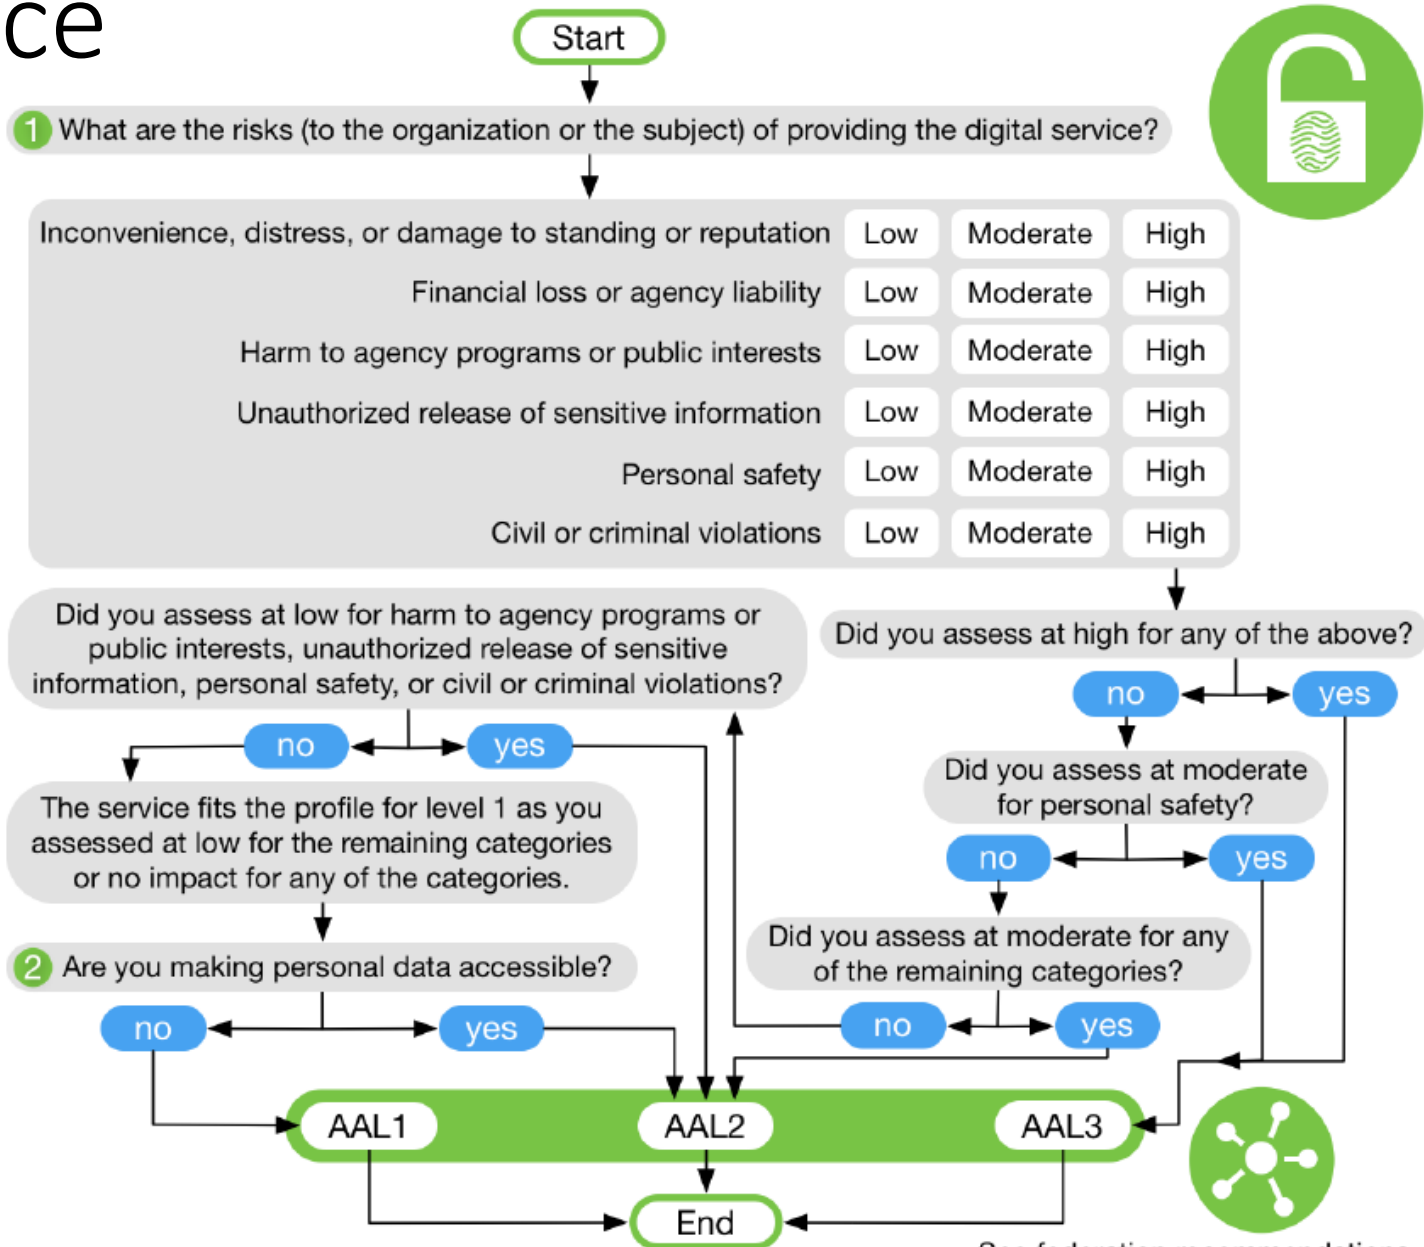 ce
Start
1 What are the risks (to the organization or the subject) of providing the digital service?
Inconvenience, distress, or damage to standing or reputation Low Moderate High
Financial loss or agency liability Low Moderate High
Harm to agency programs or public interests Low Moderate High
Unauthorized release of sensitive information Low Moderate High
Personal safety Low Moderate High
Civil or criminal violations Low Moderate High
Did you assess at high for any of the above?
no yes
Did you assess at moderate
for personal safety?
no yes
Did you assess at moderate for any
of the remaining categories?
no yes
Did you assess at low for harm to agency programs or
public interests, unauthorized release of sensitive
information, personal safety, or civil or criminal violations?
no yes
The service fits the profile for level 1 as you
assessed at low for the remaining categories
or no impact for any of the categories.
2 Are you making personal data accessible?
no yes
AAL1 AAL2 AAL3
End